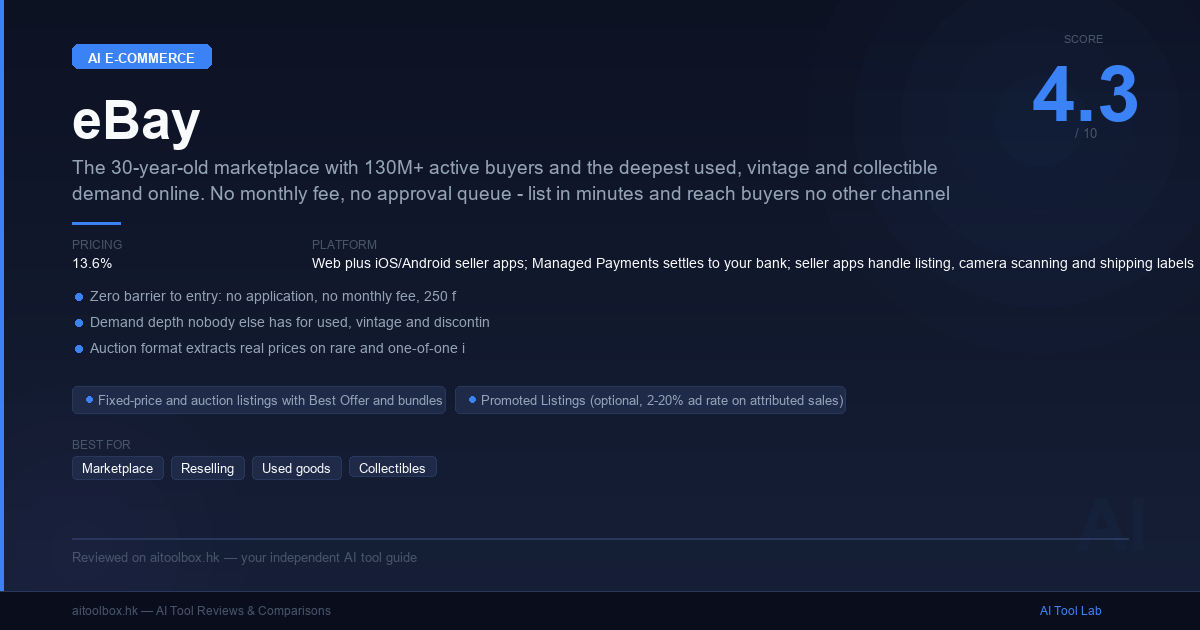 AI E-COMMERCE
SCORE
4.3
/ 10
eBay
The 30-year-old marketplace with 130M+ active buyers and the deepest used, vintage and collectible
demand online. No monthly fee, no approval queue - list in minutes and reach buyers no other channel
PRICING
PLATFORM
13.6%
Web plus iOS/Android seller apps; Managed Payments settles to your bank; seller apps handle listing, camera scanning and shipping labels
Zero barrier to entry: no application, no monthly fee, 250 f
Demand depth nobody else has for used, vintage and discontin
Auction format extracts real prices on rare and one-of-one i
Fixed-price and auction listings with Best Offer and bundles
Promoted Listings (optional, 2-20% ad rate on attributed sales)
BEST FOR
Marketplace
Reselling
Used goods
Collectibles
AI
Reviewed on aitoolbox.hk — your independent AI tool guide
aitoolbox.hk — AI Tool Reviews & Comparisons
AI Tool Lab